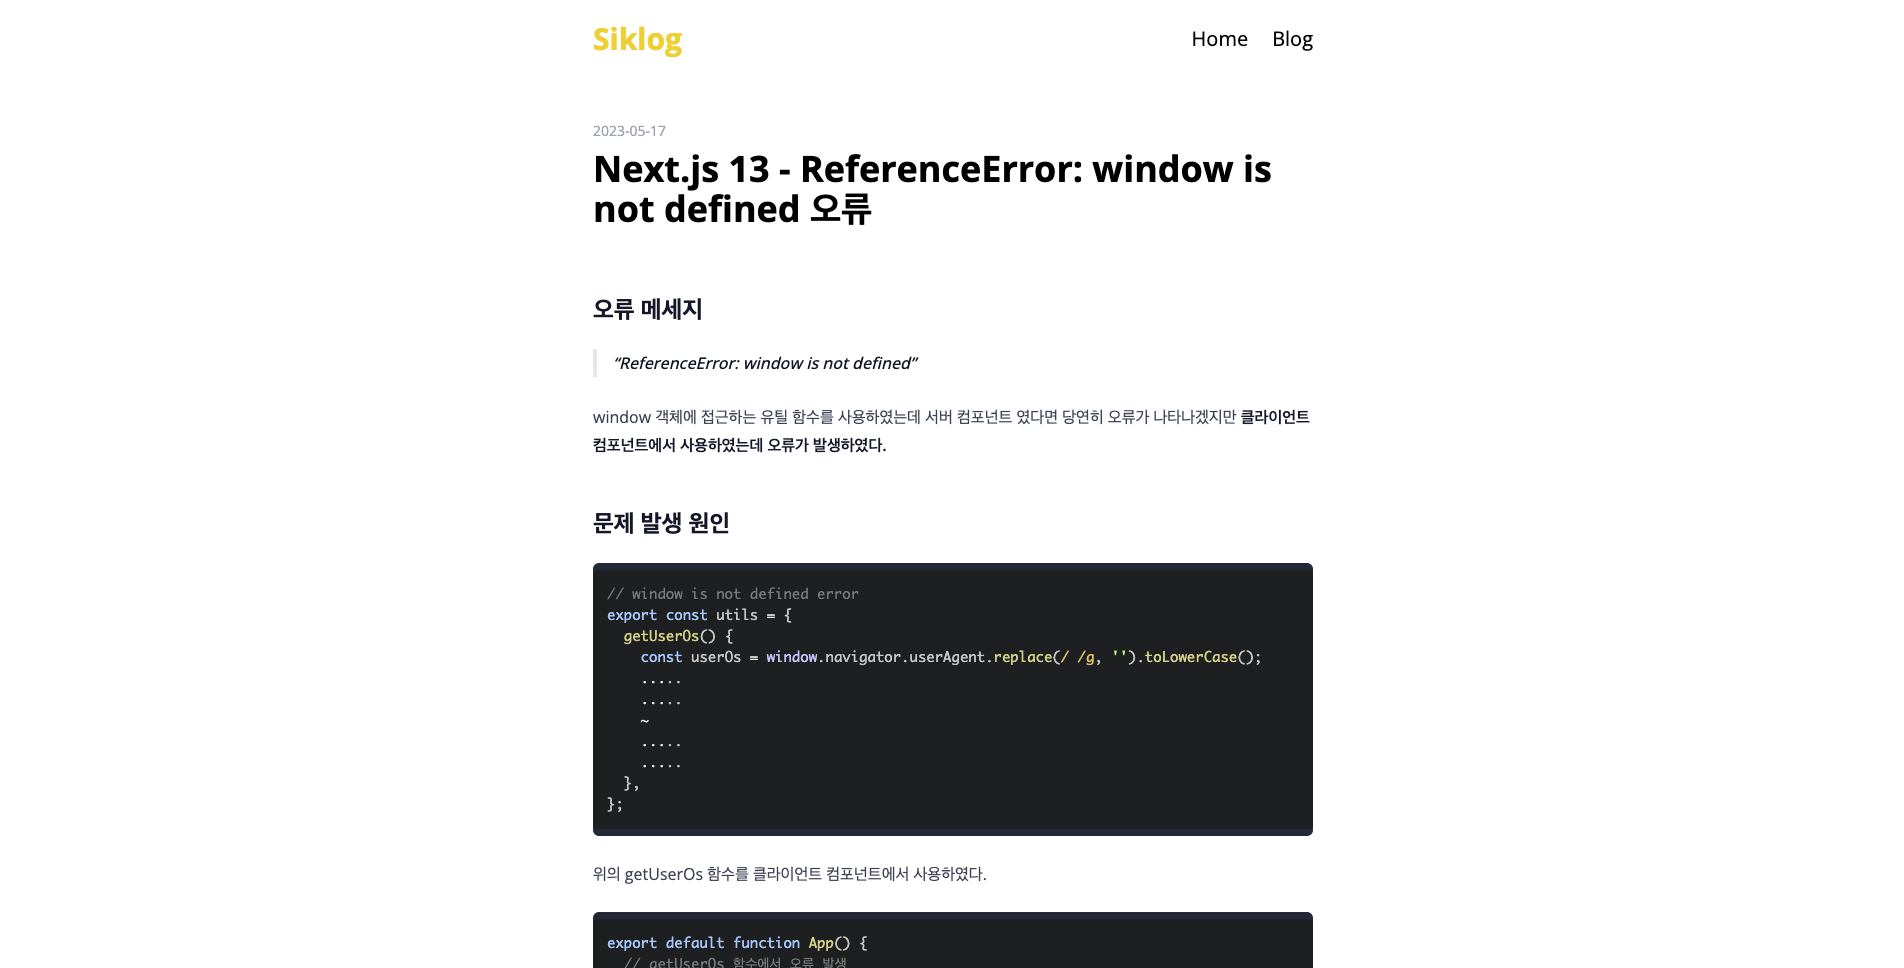 Siklog
Home Blog
2023-05-17
Next.js 13 - ReferenceError: window is
not defined 오류
오류 메세지
“ReferenceError: window is not defined”
window 객체에 접근하는 유틸 함수를 사용하였는데 서버 컴포넌트 였다면 당연히 오류가 나타나겠지만 클라이언트
컴포넌트에서 사용하였는데 오류가 발생하였다.
문제 발생 원인
// window is not defined error
export const utils = {
  getUserOs() {
    const userOs = window.navigator.userAgent.replace(/ /g, '').toLowerCase();
    .....
    .....
    ~
    .....
    .....
  },
};
위의 getUserOs 함수를 클라이언트 컴포넌트에서 사용하였다.
export default function App() {
  // getUserOs 함수에서 오류 발생